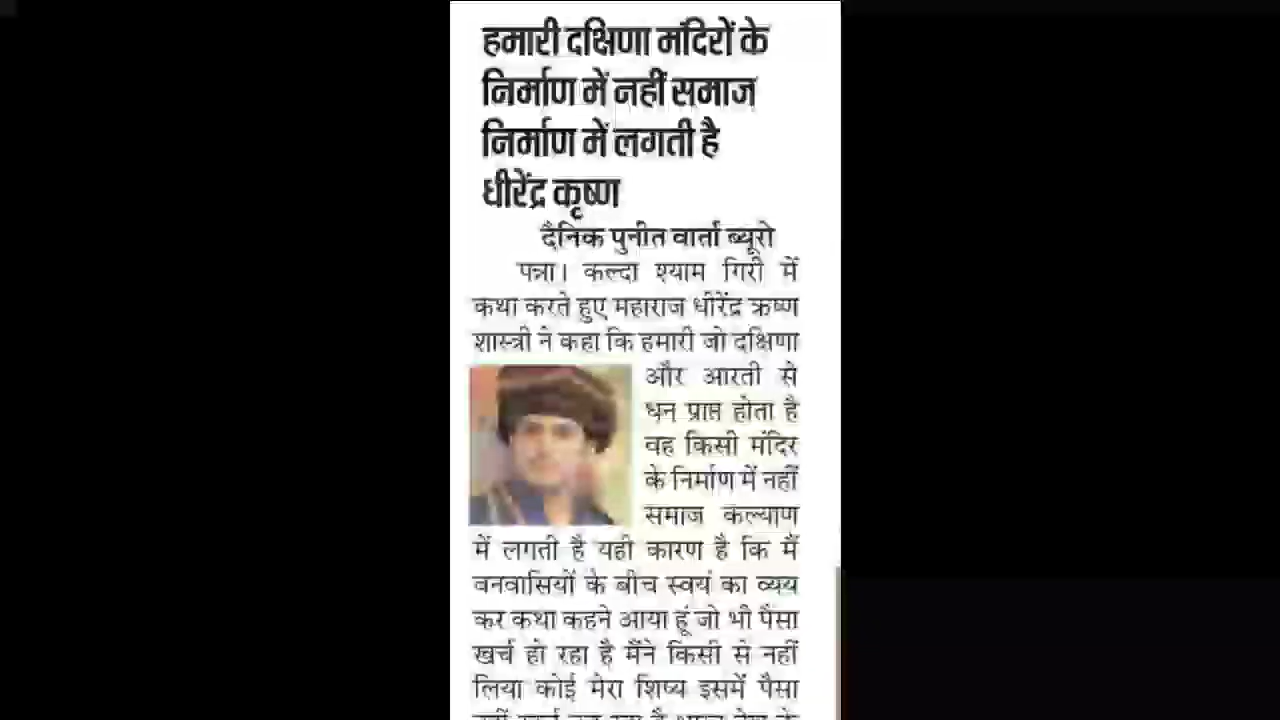 हमारी दक्षिणा मंदिरों के
निर्माण में नहीं समाज
निर्माण में लगती है
धीरेंद्र कृष्ण
दैनिक पुनीत वार्ता ब्यूरो
पन्ना। कल्दा श्याम गिरी में
कथा करते हुए महाराज धीरेंद्र ऋष्ण
शास्त्री ने कहा कि हमारी जो दक्षिणा
और आरती से
धन प्राप्त होता है
वह किसी मंदिर
के निर्माण में नहीं
समाज कल्याण
में लगती है यही कारण है कि मैं
वनवासियों के बीच स्वयं का व्यय
कर कथा कहने आया हूं जो भी पैसा
खर्च हो रहा है मैंने किसी से नहीं
लिया कोई मेरा शिष्य इसमें पैसा